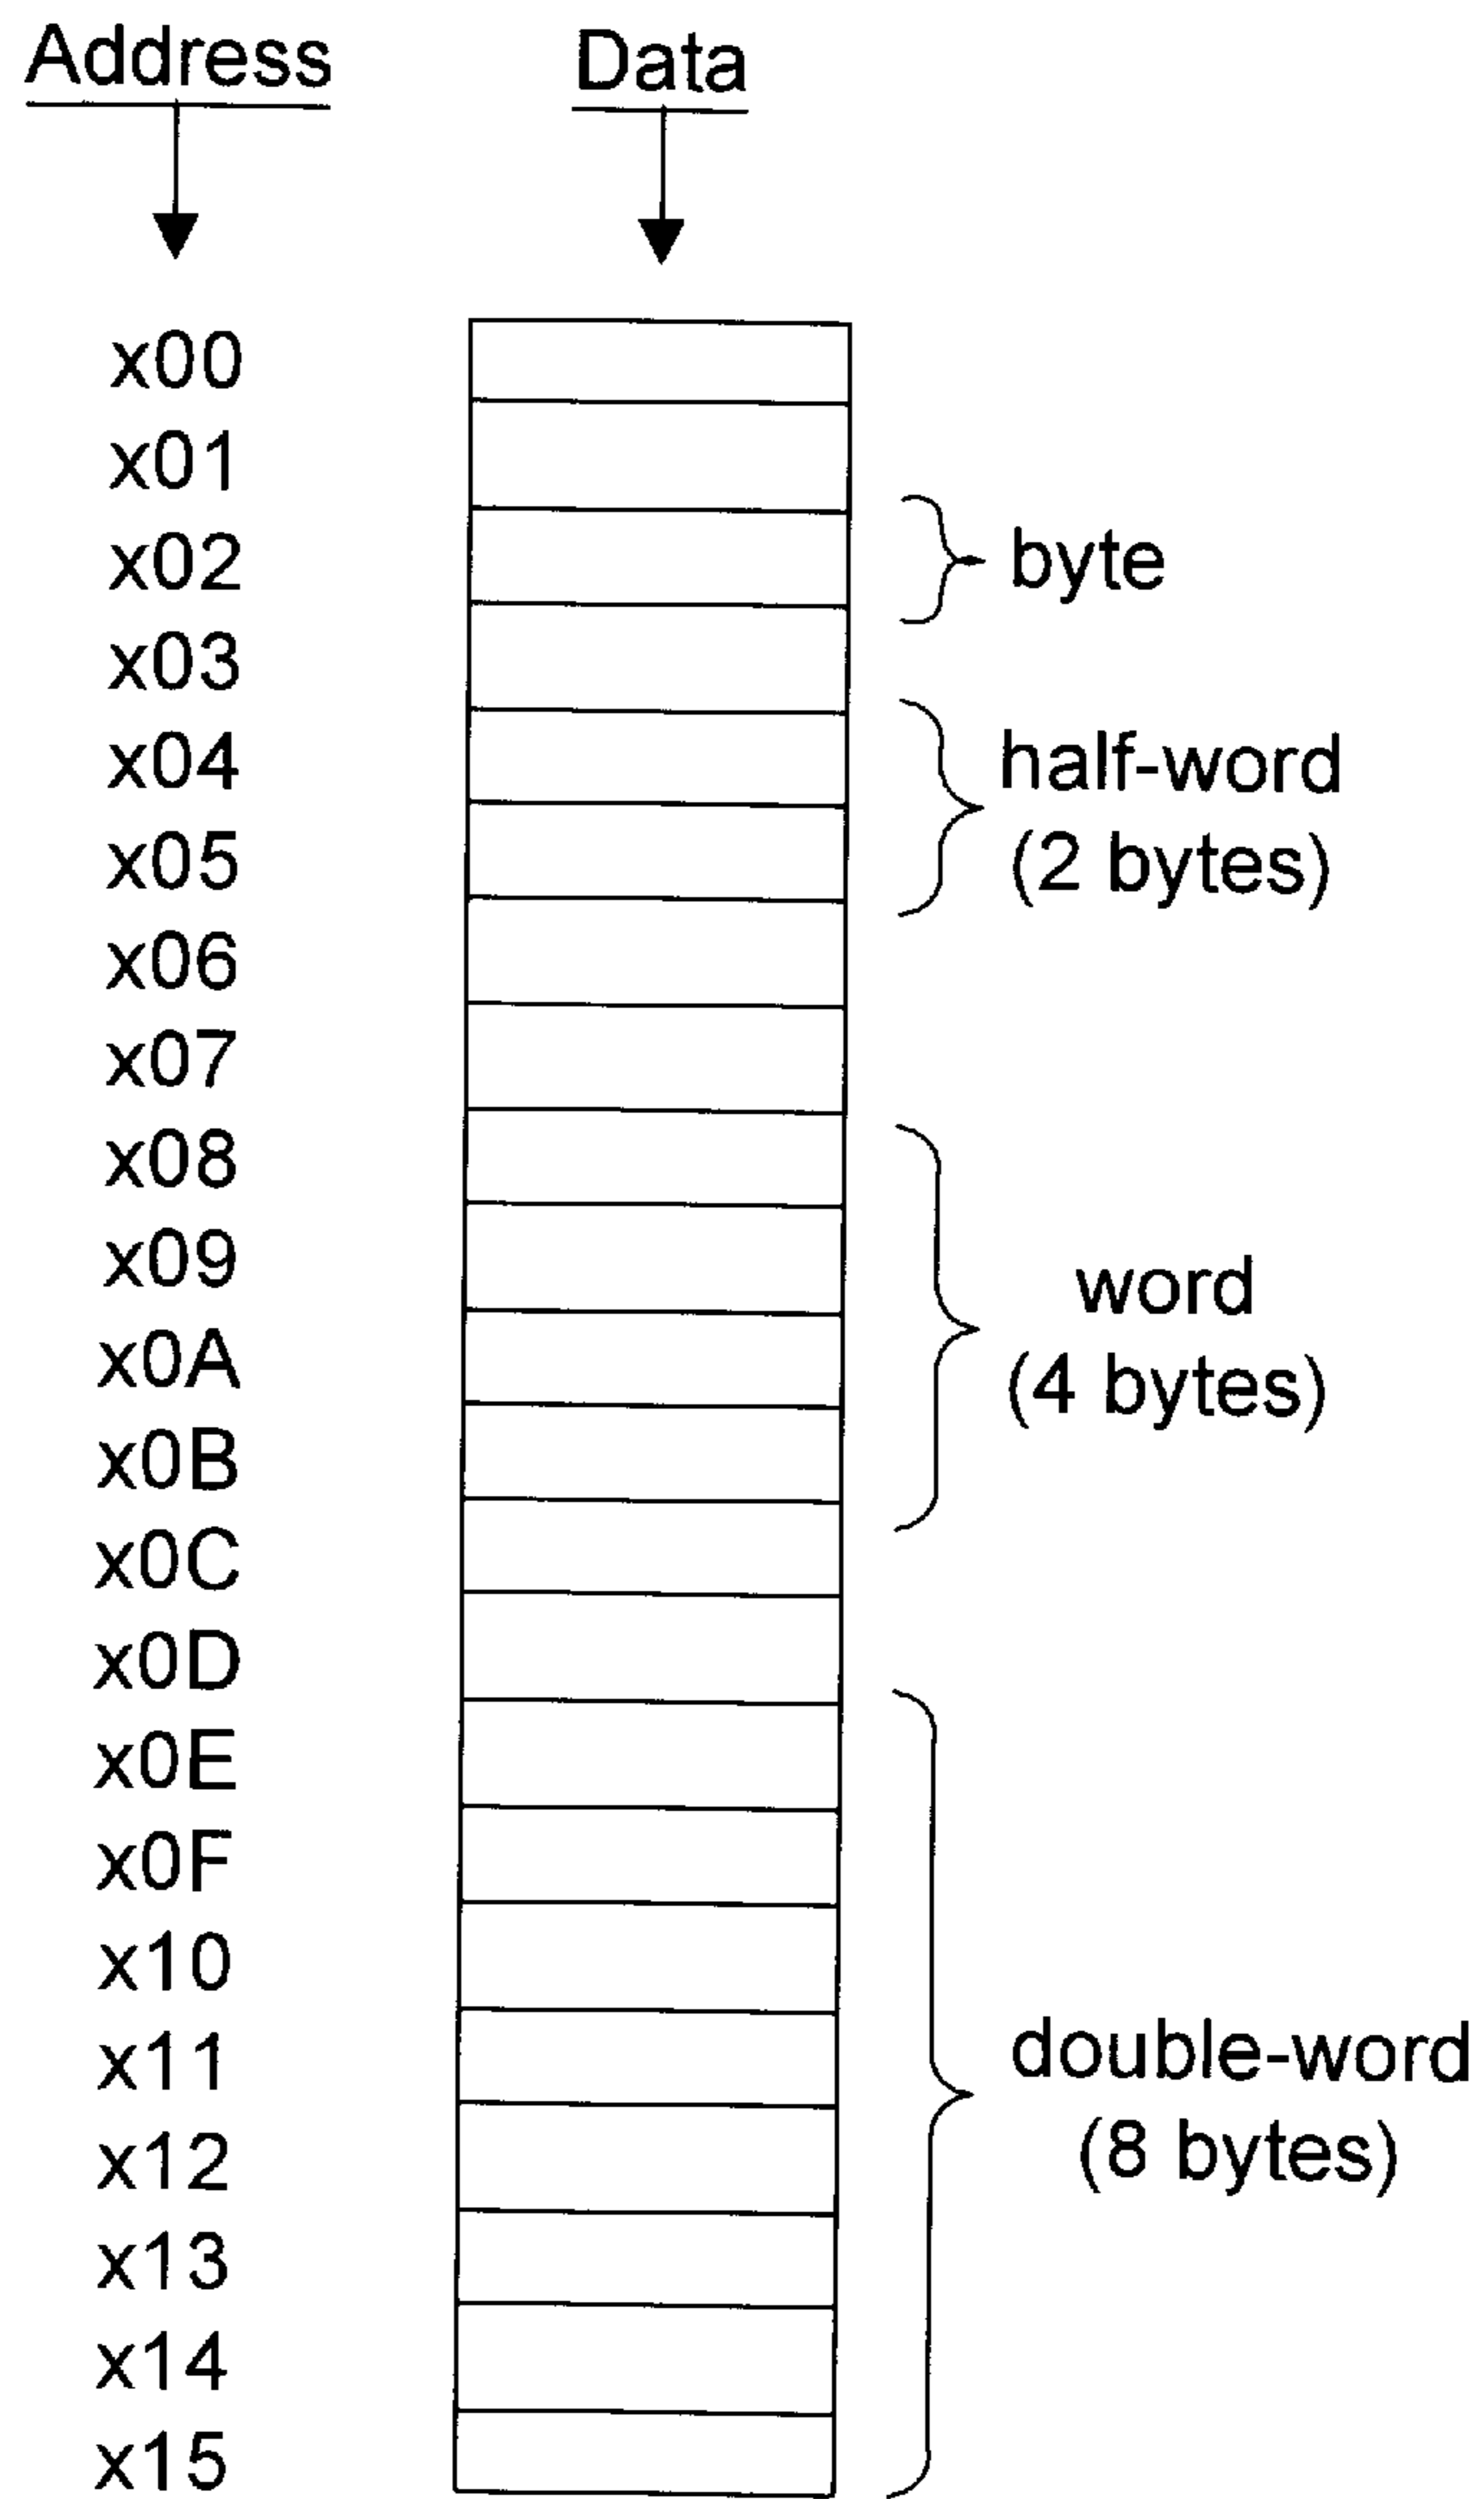 Address Data
x00
x01
x02 byte
x03
x04 half-word
x05 (2 bytes)
x06
x07
x08
x09 word
x0A (4 bytes)
x0B
x0C
x0D
x0E
x0F
x10
x11 double-word
x12 (8 bytes)
x13
x14
x15